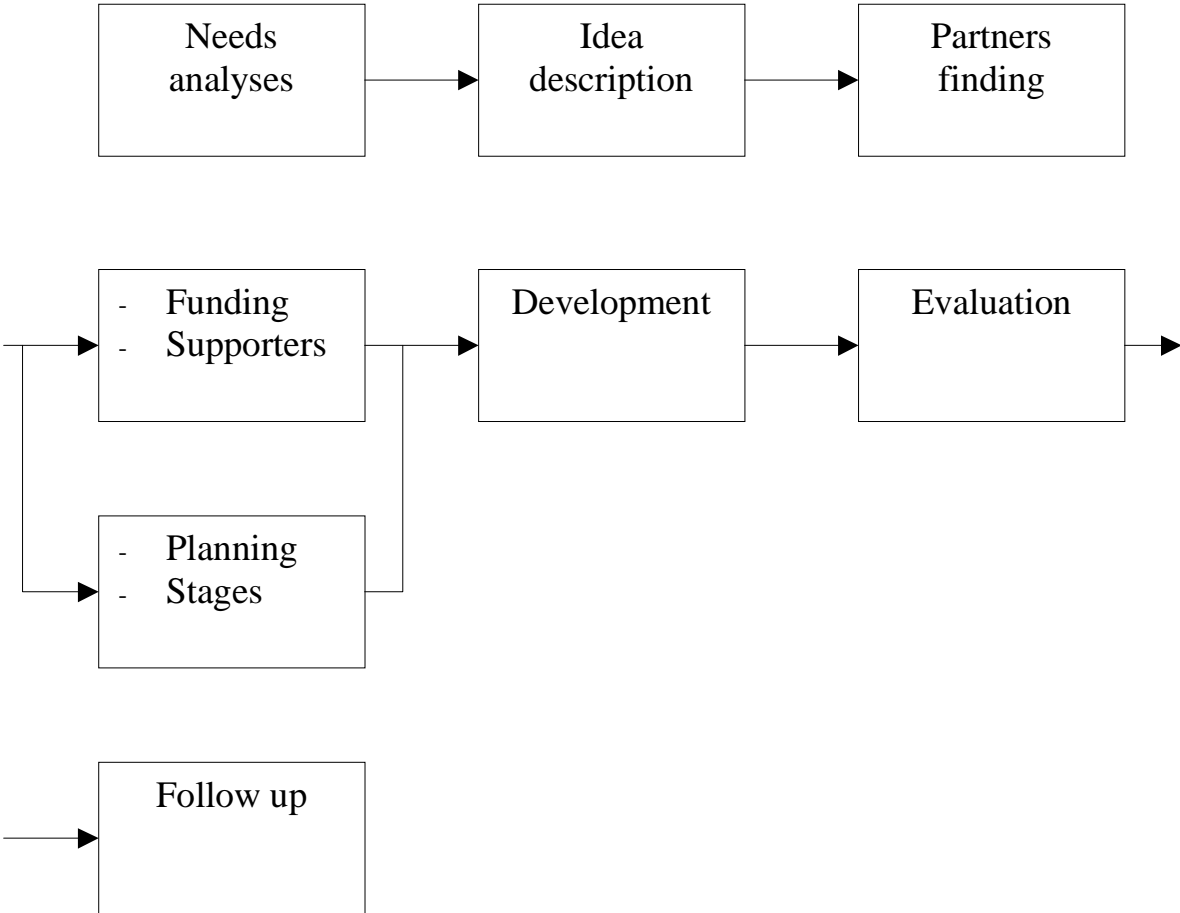 Needs
analyses
Idea
description
Partners
finding
- Funding
- Supporters
Development
Evaluation
- Planning
- Stages
Follow up